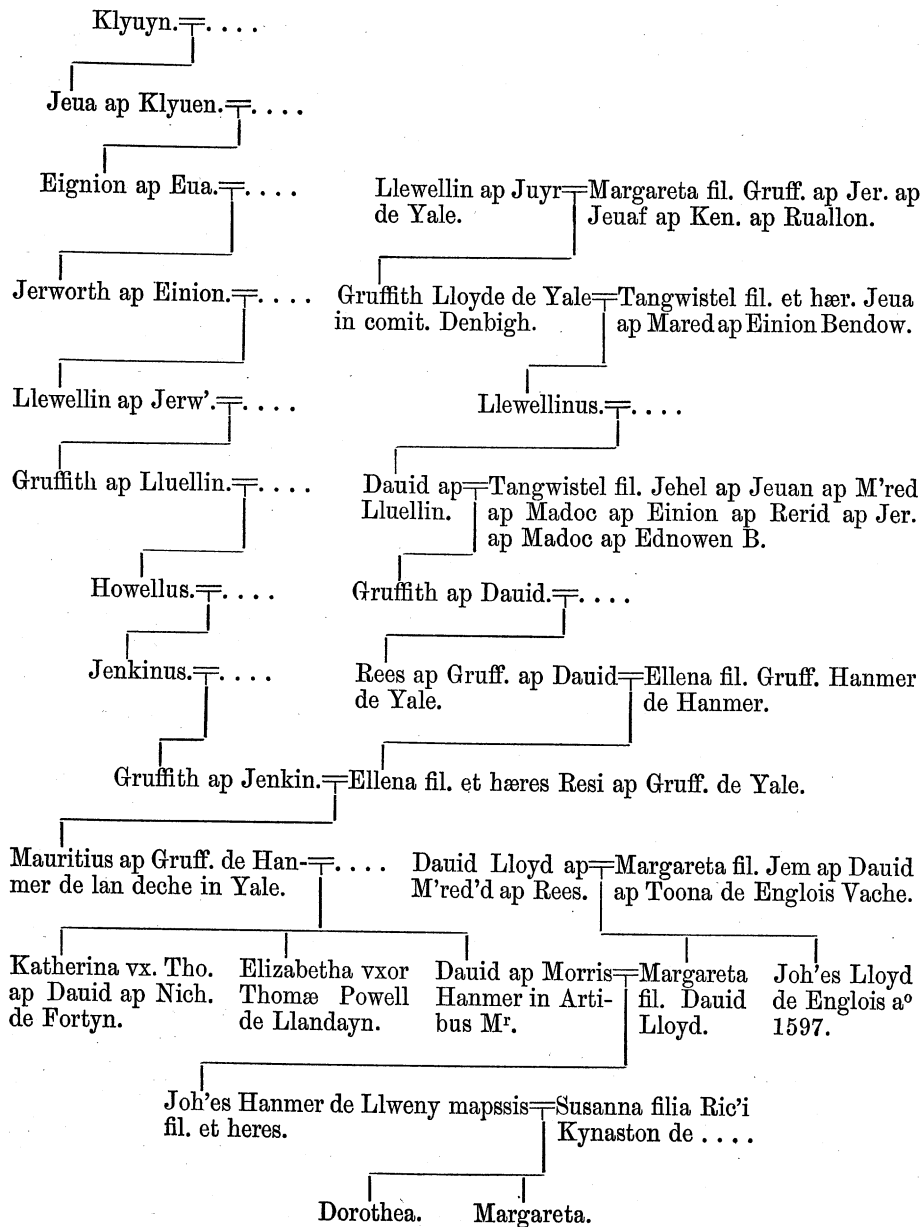 Klyuyn.=. . . .
Jeua ap Klyuen.=. . . .
Eignion ap Eua.=. . . .
Llewellin ap Juyr=Margareta fil. Gruff. ap Jer. ap
de Yale. Jeuaf ap Ken. ap Ruallon.
Jerworth ap Einion.=. . . .
Gruffith Lloyde de Yale=Tangwistel fil. et hær. Jeua
in comit. Denbigh. ap Mared ap Einion Bendow.
Llewellin ap Jerw'.=. . . .
Llewellinus.=. . . .
Gruffith ap Lluellin.=. . . .
Dauid ap=Tangwistel fil. Jehel ap Jeuan ap M'red
Lluellin. ap Madoc ap Einion ap Rerid ap Jer.
ap Madoc ap Ednowen B.
Howellus.=. . . .
Gruffith ap Dauid.=. . . .
Jenkinus.=. . . .
Rees ap Gruff. ap Dauid=Ellena fil. Gruff. Hanmer
de Yale. de Hanmer.
Gruffith ap Jenkin.=Ellena fil. et hæres Resi ap Gruff. de Yale.
Mauritius ap Gruff. de Han-=. . . .
mer de lan deche in Yale.
Dauid Lloyd ap=Margareta fil. Jem ap Dauid
M'red'd ap Rees. ap Toona de Englois Vache.
Katherina vx. Tho.
ap Dauid ap Nich.
de Fortyn.
Elizabetha vxor
Thomæ Powell
de Llandayn.
Dauid ap Morris=Margareta
Hanmer in Arti- fil. Dauid
bus Mʳ. Lloyd.
Joh'es Lloyd
de Englois aº
1597.
Joh'es Hanmer de Llweny mapssis=Susanna filia Ric'i
fil. et heres. Kynaston de . . . .
Dorothea. Margareta.